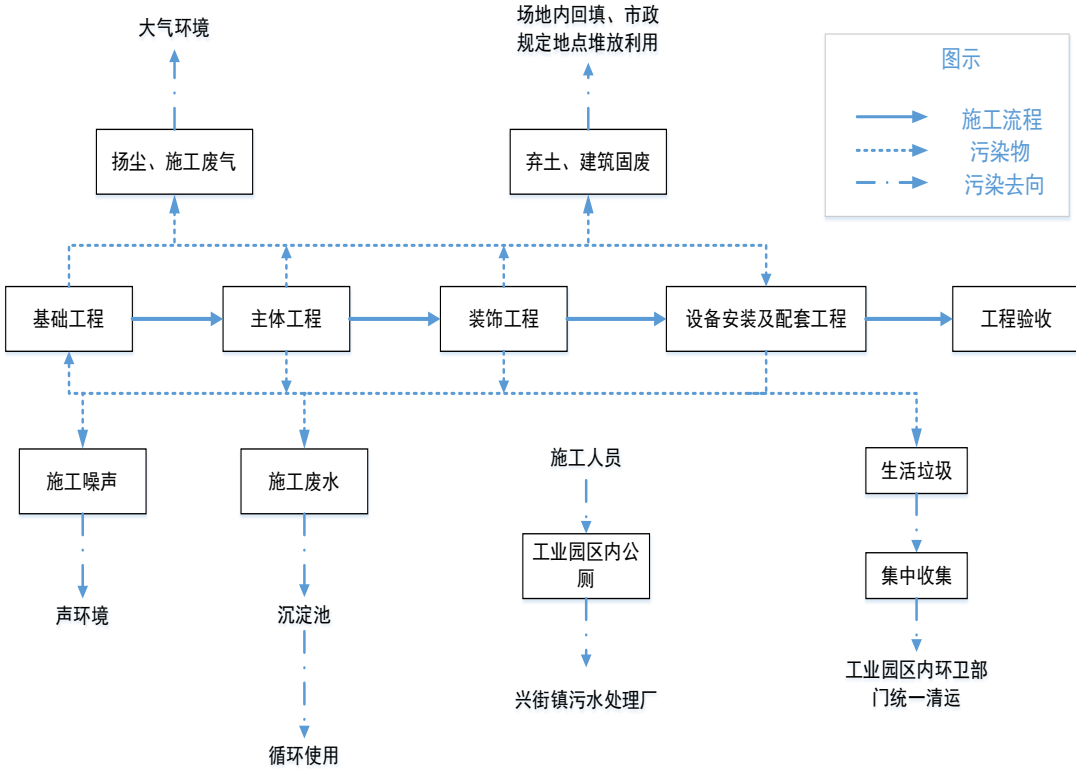 大气环境
场地内回填、市政
规定地点堆放利用
图示
施工流程
污染物
污染去向
扬尘、施工废气
弃土、建筑固废
基础工程
主体工程
装饰工程
设备安装及配套工程
工程验收
施工噪声
施工废水
施工人员
生活垃圾
工业园区内公
厕
集中收集
声环境
沉淀池
兴街镇污水处理厂
工业园区内环卫部
门统一清运
循环使用